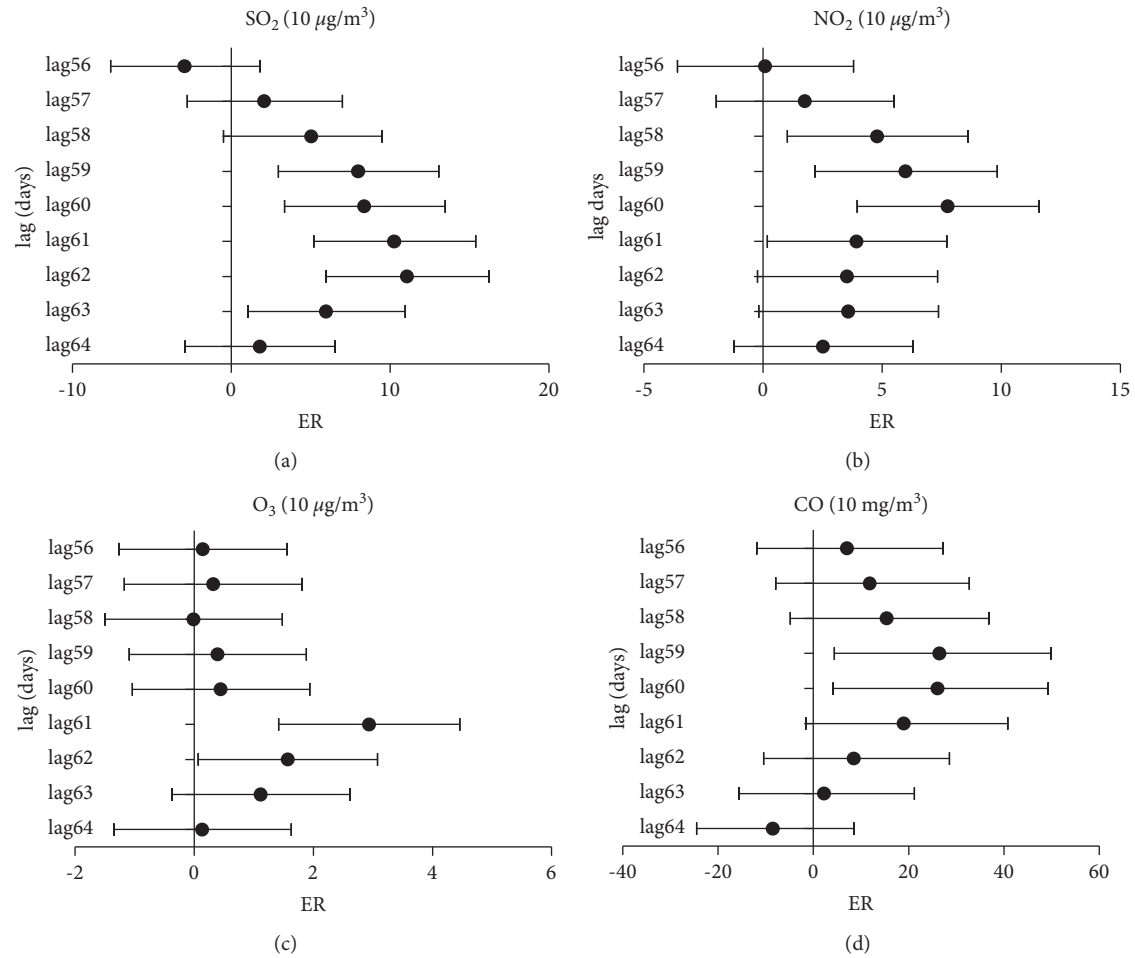 SO₂ (10 μg/m³)
lag (days)
lag56
lag57
lag58
lag59
lag60
lag61
lag62
lag63
lag64
-10 0 10 20
ER
(a)
NO₂ (10 μg/m³)
lag days
lag56
lag57
lag58
lag59
lag60
lag61
lag62
lag63
lag64
-5 0 5 10 15
ER
(b)
O₃ (10 μg/m³)
lag (days)
lag56
lag57
lag58
lag59
lag60
lag61
lag62
lag63
lag64
-2 0 2 4 6
ER
(c)
CO (10 mg/m³)
lag (days)
lag56
lag57
lag58
lag59
lag60
lag61
lag62
lag63
lag64
-40 -20 0 20 40 60
ER
(d)